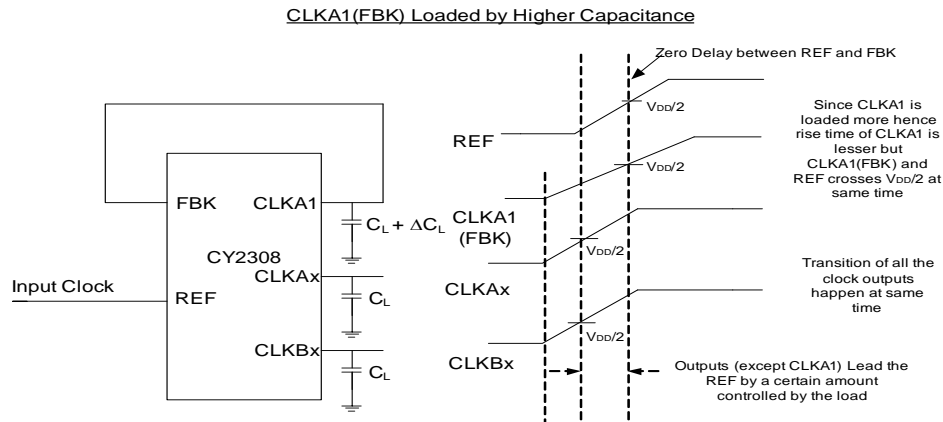 CLKA1(FBK) Loaded by Higher Capacitance
Zero Delay between REF and FBK
VDD/2
REF
Since CLKA1 is
loaded more hence
rise time of CLKA1 is
lesser but
CLKA1(FBK) and
REF crosses VDD/2 at
same time
VDD/2
FBK
CLKA1
CL + ΔCL
CLKA1
(FBK)
VDD/2
CY2308
CLKAx
CLKAx
Transition of all the
clock outputs
happen at same
time
Input Clock
REF
CL
VDD/2
CLKBx
CLKBx
CL
Outputs (except CLKA1) Lead the
REF by a certain amount
controlled by the load